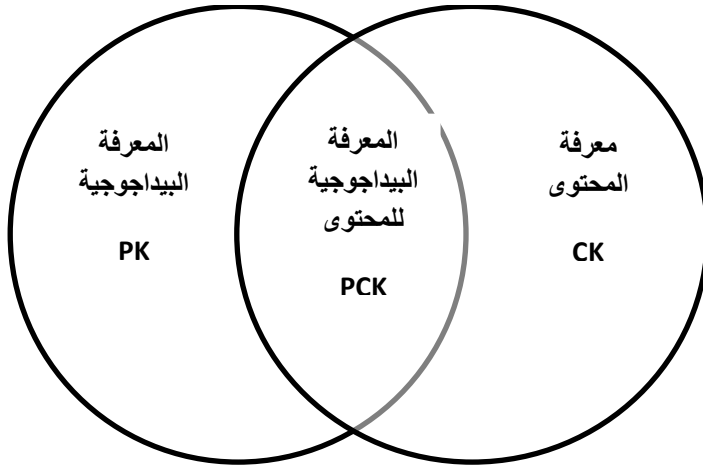 معرفة
المحتوى
CK
المعرفة
البيداجوجية
للمحتوى
PCK
المعرفة
البيداجوجية
PK